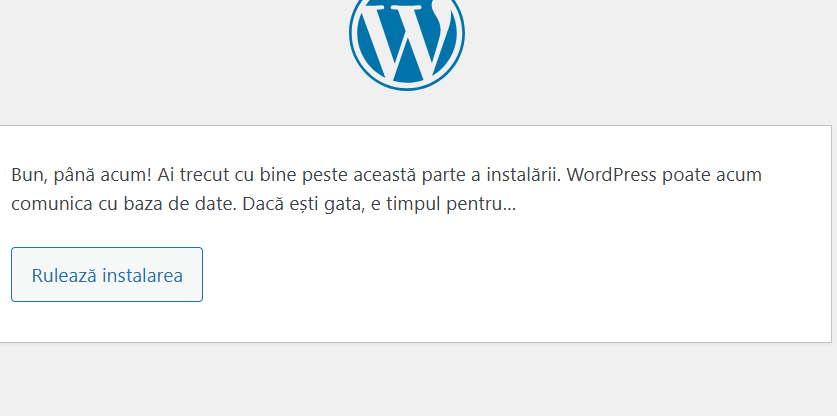 Bun, până acum! Ai trecut cu bine peste această parte a instalării. WordPress poate acum
comunica cu baza de date. Dacă ești gata, e timpul pentru…
Rulează instalarea